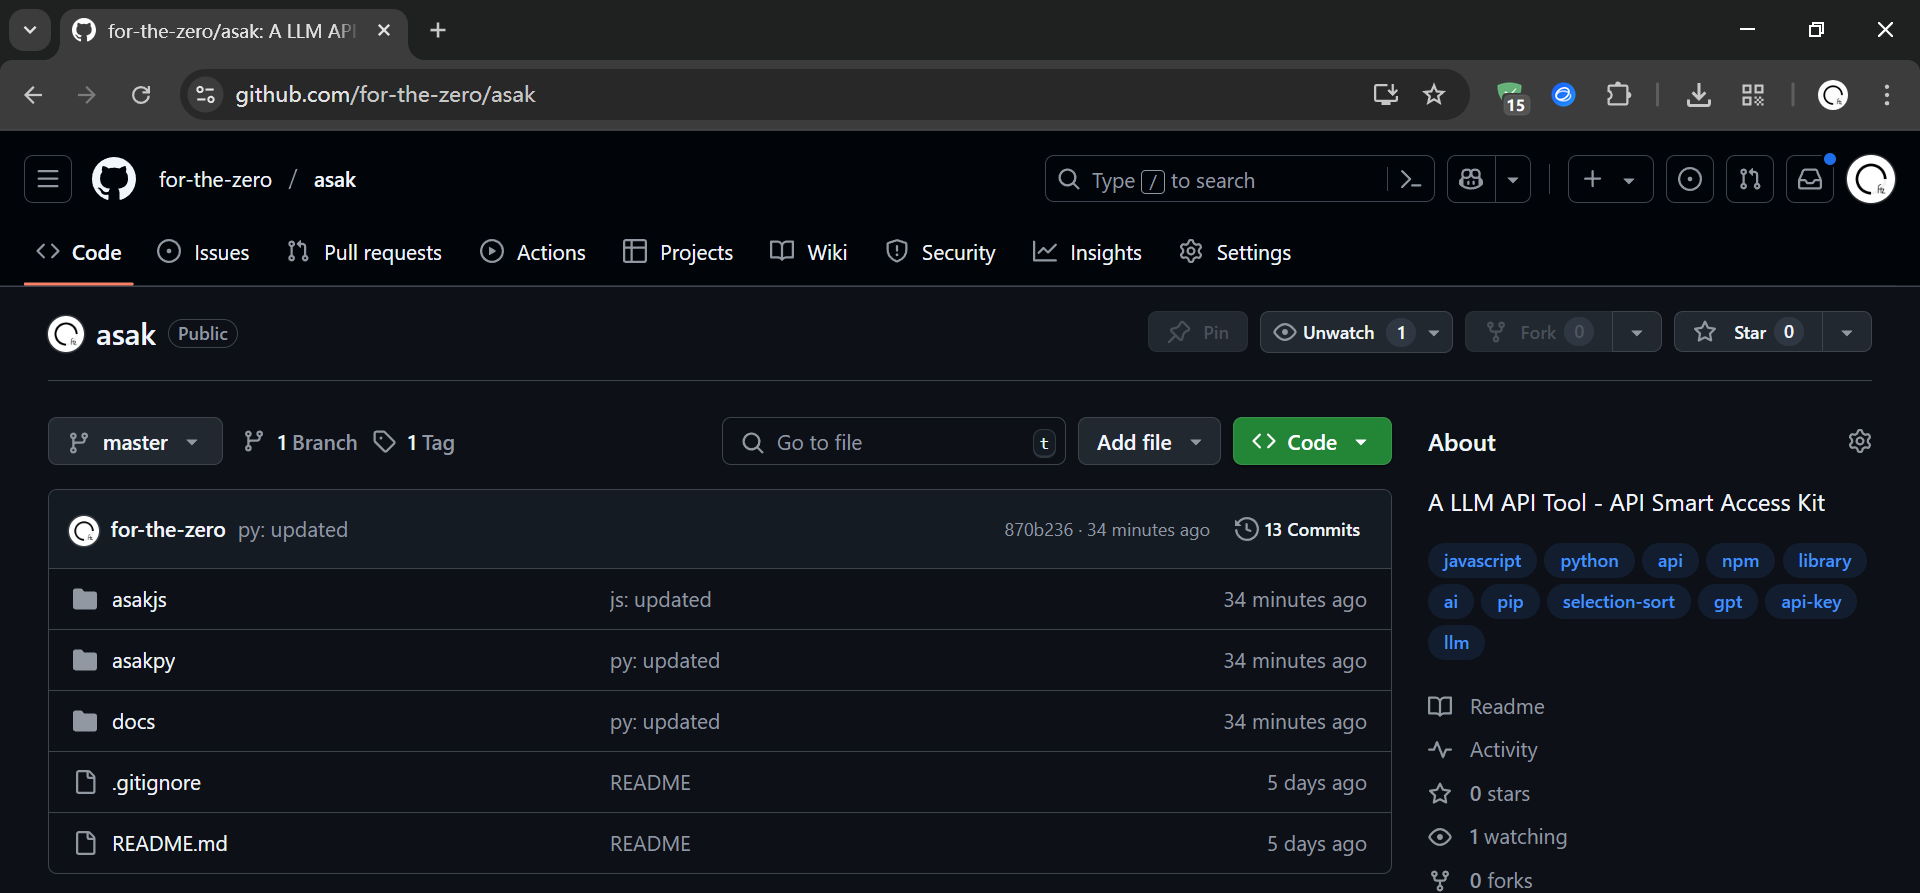 for-the-zero/asak: A LLM API
github.com/for-the-zero/asak
15
for-the-zero / asak
Type / to search
Code
Issues
Pull requests
Actions
Projects
Wiki
Security
Insights
Settings
asak Public
Pin
Unwatch 1
Fork 0
Star 0
master
1 Branch
1 Tag
Go to file t
Add file
Code
for-the-zero py: updated 870b236 · 34 minutes ago 13 Commits
asakjs js: updated 34 minutes ago
asakpy py: updated 34 minutes ago
docs py: updated 34 minutes ago
.gitignore README 5 days ago
README.md README 5 days ago
About
A LLM API Tool - API Smart Access Kit
javascript python api npm library
ai pip selection-sort gpt api-key
llm
Readme
Activity
0 stars
1 watching
0 forks